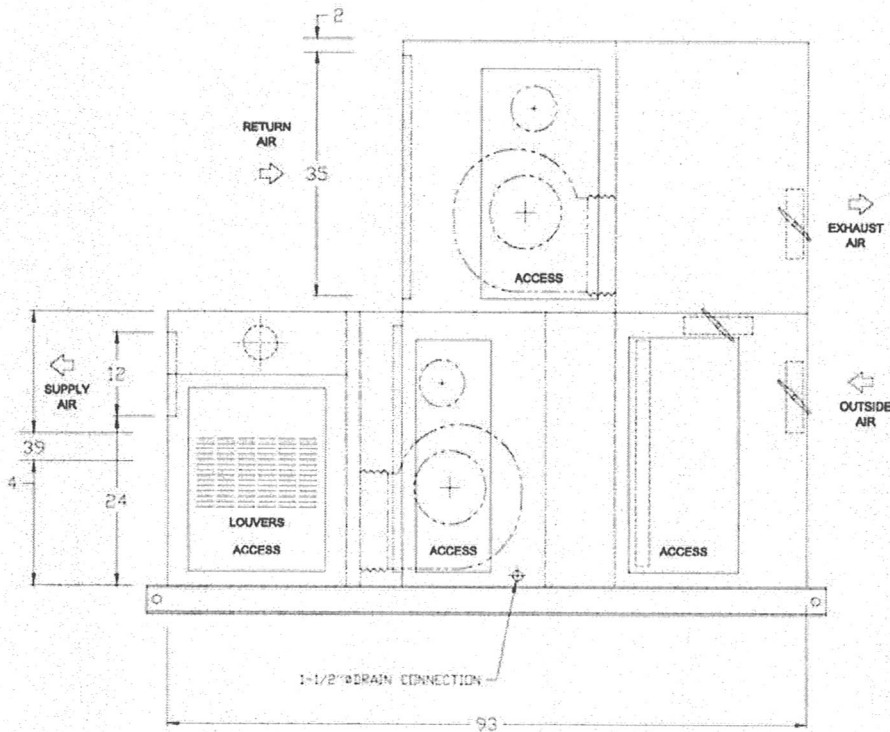 2
RETURN
AIR
35
EXHAUST
AIR
ACCESS
SUPPLY
AIR
12
OUTSIDE
AIR
39
4
24
LOUVERS
ACCESS
ACCESS
ACCESS
1-1/2"øDRAIN CONNECTION
93